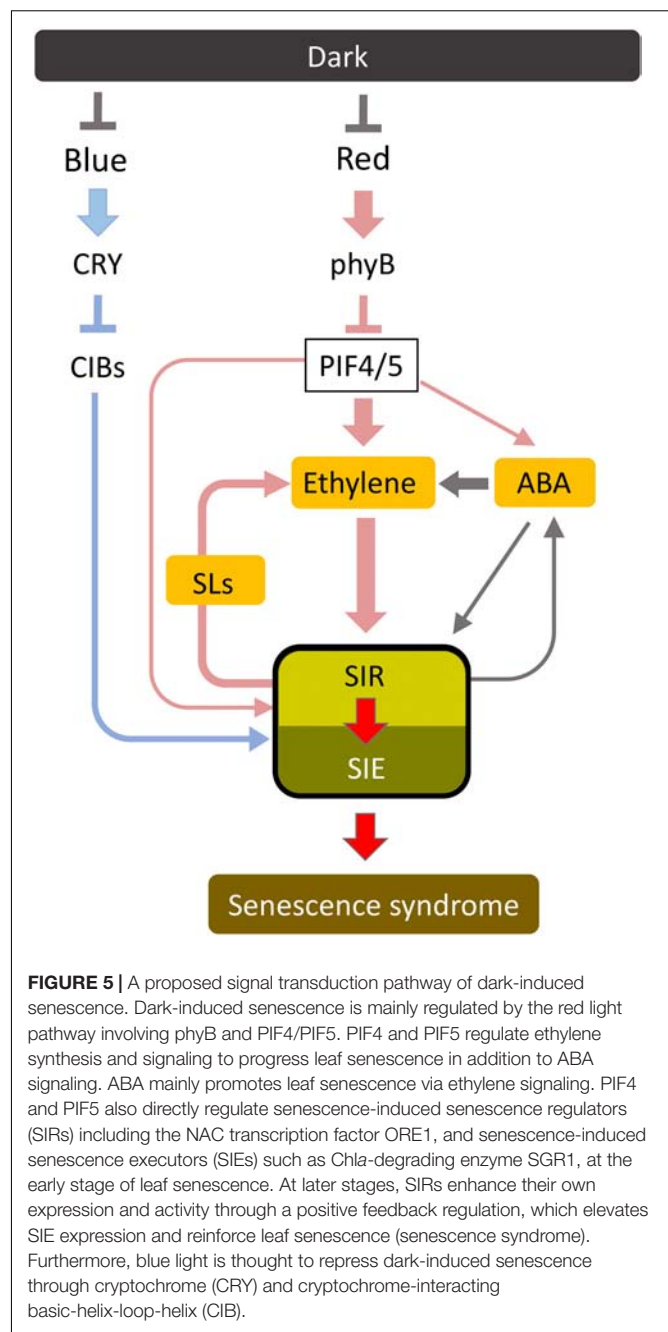 Dark
Blue
Red
CRY
phyB
CIBs
PIF4/5
Ethylene
ABA
SLs
SIR
SIE
Senescence syndrome
FIGURE 5 | A proposed signal transduction pathway of dark-induced
senescence. Dark-induced senescence is mainly regulated by the red light
pathway involving phyB and PIF4/PIF5. PIF4 and PIF5 regulate ethylene
synthesis and signaling to progress leaf senescence in addition to ABA
signaling. ABA mainly promotes leaf senescence via ethylene signaling. PIF4
and PIF5 also directly regulate senescence-induced senescence regulators
(SIRs) including the NAC transcription factor ORE1, and senescence-induced
senescence executors (SIEs) such as Chla-degrading enzyme SGR1, at the
early stage of leaf senescence. At later stages, SIRs enhance their own
expression and activity through a positive feedback regulation, which elevates
SIE expression and reinforce leaf senescence (senescence syndrome).
Furthermore, blue light is thought to repress dark-induced senescence
through cryptochrome (CRY) and cryptochrome-interacting
basic-helix-loop-helix (CIB).